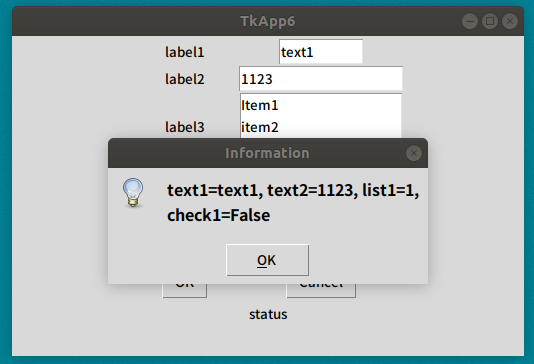 TkApp6
label1 text1
label2 1123
Item1
label3 item2
Information
text1=text1, text2=1123, list1=1,
check1=False
OK
OK Cancel
status